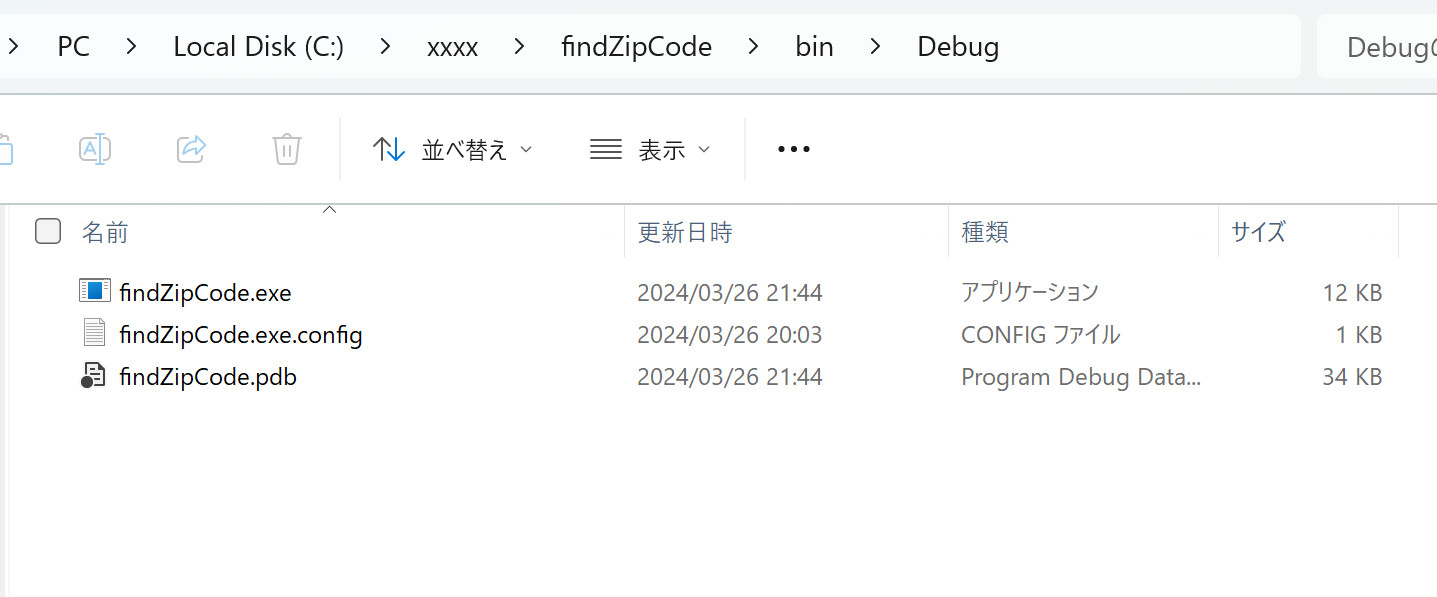 PC > Local Disk (C:) > xxxx > findZipCode > bin > Debug
並べ替え 表示
名前 更新日時 種類 サイズ
findZipCode.exe 2024/03/26 21:44 アプリケーション 12 KB
findZipCode.exe.config 2024/03/26 20:03 CONFIG ファイル 1 KB
findZipCode.pdb 2024/03/26 21:44 Program Debug Data... 34 KB